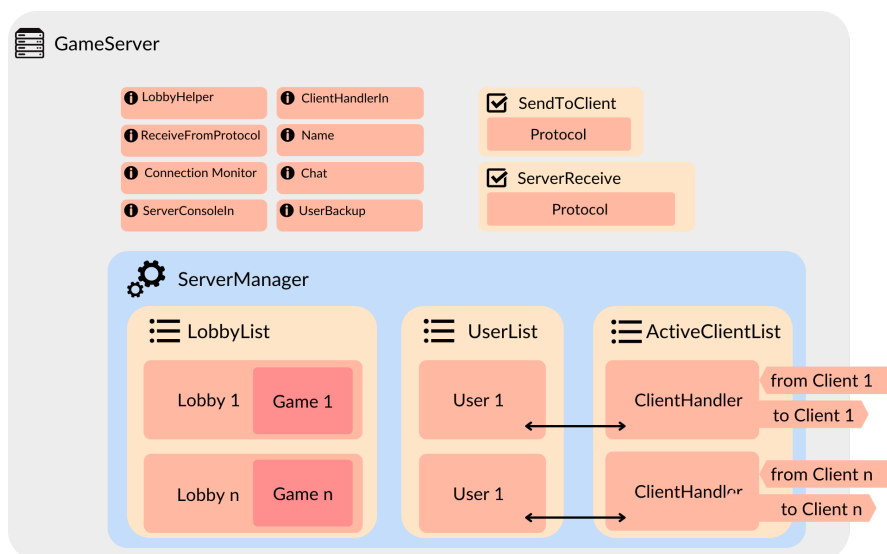 GameServer
LobbyHelper
ClientHandlerIn
ReceiveFromProtocol
Name
Connection Monitor
Chat
ServerConsoleIn
UserBackup
SendToClient
Protocol
ServerReceive
Protocol
ServerManager
LobbyList
UserList
ActiveClientList
Lobby 1
Game 1
User 1
ClientHandler
from Client 1
to Client 1
Lobby n
Game n
User 1
ClientHandler
from Client n
to Client n